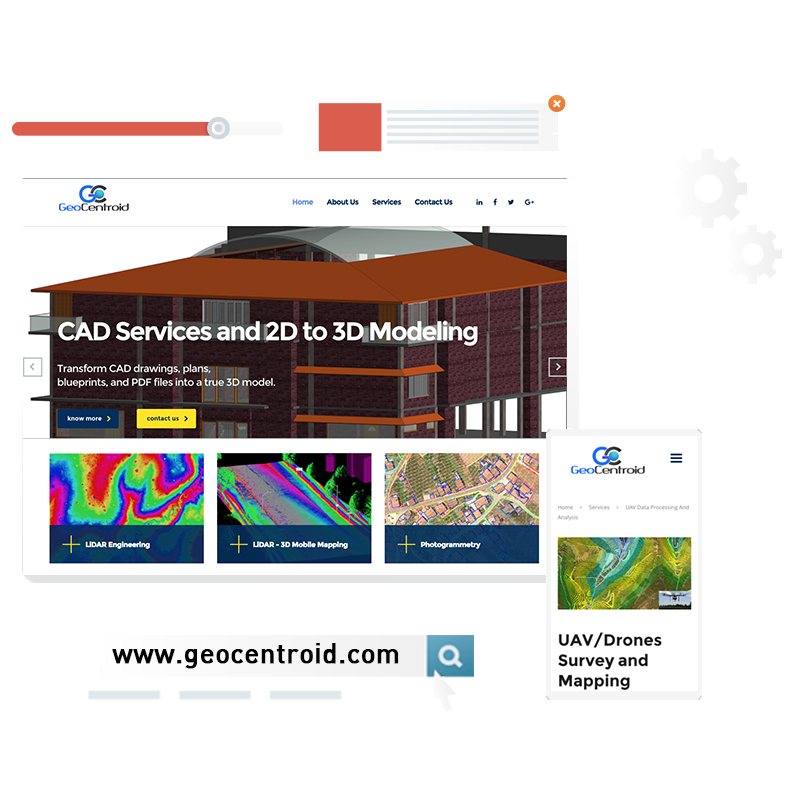 GeoCentroid
Home About Us Services Contact Us in f G+
CAD Services and 2D to 3D Modeling
Transform CAD drawings, plans,
blueprints, and PDF files into a true 3D model.
know more contact us
LiDAR Engineering
LiDAR - 3D Mobile Mapping
Photogrammetry
GeoCentroid
Home > Services > UAV Data Processing And
Analysis
UAV/Drones
Survey and
Mapping
www.geocentroid.com